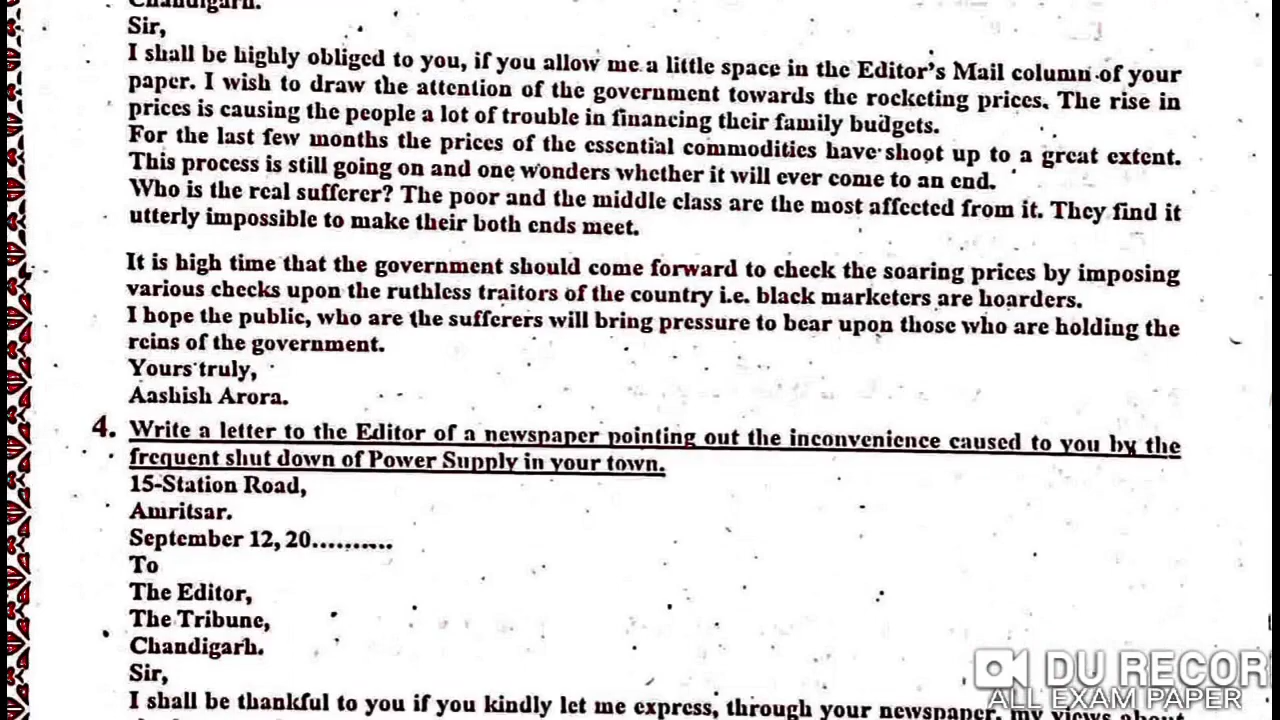 Chandigarh.
Sir,
I shall be highly obliged to you, if you allow me a little space in the Editor's Mail column of your
paper. I wish to draw the attention of the government towards the rocketing prices. The rise in
prices is causing the people a lot of trouble in financing their family budgets.
For the last few months the prices of the essential commodities have shoot up to a great extent.
This process is still going on and one wonders whether it will ever come to an end.
Who is the real sufferer? The poor and the middle class are the most affected from it. They find it
utterly impossible to make their both ends meet.
It is high time that the government should come forward to check the soaring prices by imposing
various checks upon the ruthless traitors of the country i.e. black marketers are hoarders.
I hope the public, who are the sufferers will bring pressure to bear upon those who are holding the
reins of the government.
Yours truly,
Aashish Arora.
4. Write a letter to the Editor of a newspaper pointing out the inconvenience caused to you by the
frequent shut down of Power Supply in your town.
15-Station Road,
Amritsar.
September 12, 20..........
To
The Editor,
The Tribune,
Chandigarh.
Sir,
I shall be thankful to you if you kindly let me express, through your newspaper, my views about
DU RECOR
ALL EXAM PAPER